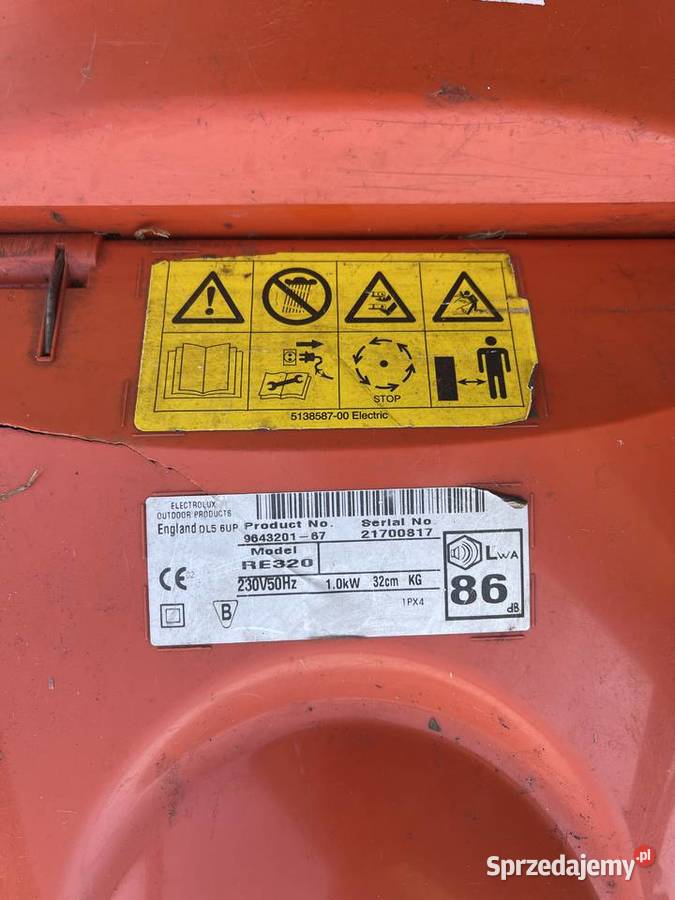 STOP
5138587-00 Electric
ELECTROLUX
OUTDOOR PRODUCTS
England DL5 6UP
Product No. Serial No
9643201-67 21700817
Model
RE320
230V50Hz 1.0kW 32cm KG
IPX4
CE 02
B
LWA
86
dB
Sprzedajemy.pl